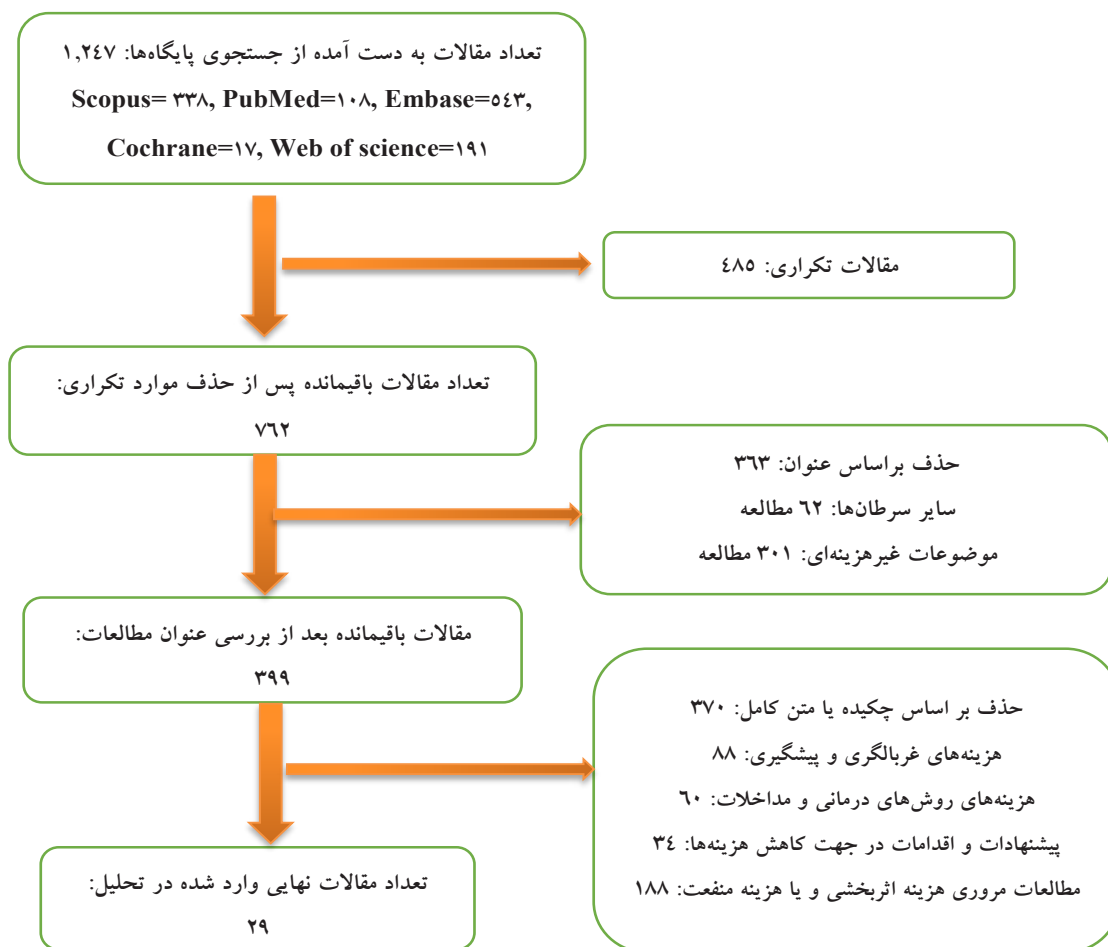 تعداد مقالات به دست آمده از جستجوی پایگاه‌ها: ۱,۲٤۷
Scopus= ۳۳۸, PubMed=۱۰۸, Embase=٥٤۳,
Cochrane=۱۷, Web of science=۱۹۱
مقالات تکراری: ٤۸٥
تعداد مقالات باقیمانده پس از حذف موارد تکراری:
۷٦۲
حذف براساس عنوان: ۳٦۳
سایر سرطان‌ها: ٦۲ مطالعه
موضوعات غیرهزینه‌ای: ۳۰۱ مطالعه
مقالات باقیمانده بعد از بررسی عنوان مطالعات:
۳۹۹
حذف بر اساس چکیده یا متن کامل: ۳۷۰
هزینه‌های غربالگری و پیشگیری: ۸۸
هزینه‌های روش‌های درمانی و مداخلات: ٦۰
پیشنهادات و اقدامات در جهت کاهش هزینه‌ها: ۳٤
مطالعات مروری هزینه اثربخشی و یا هزینه منفعت: ۱۸۸
تعداد مقالات نهایی وارد شده در تحلیل:
۲۹